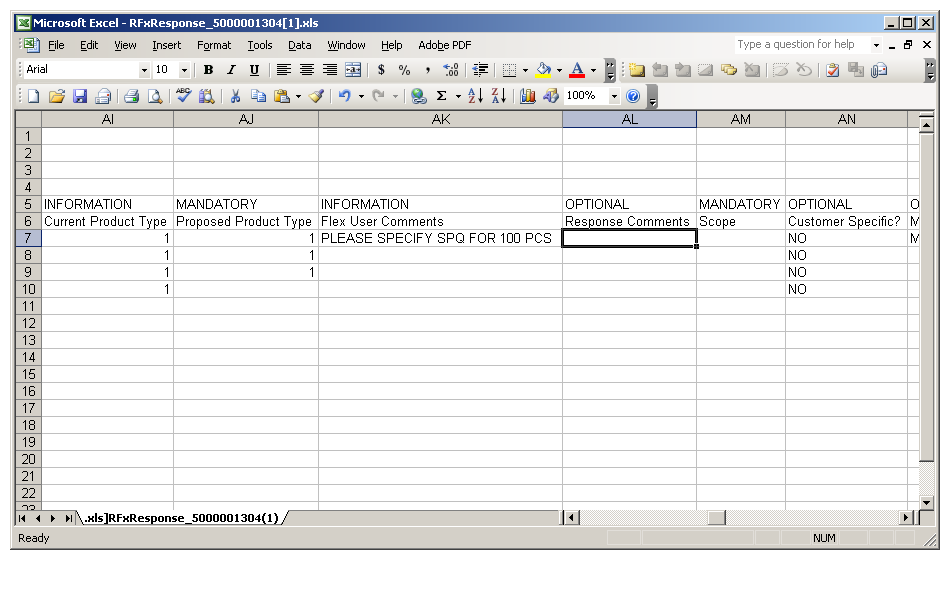 Microsoft Excel - RFxResponse_5000001304[1].xls
File Edit View Insert Format Tools Data Window Help Adobe PDF Type a question for help
Arial 10 B I U $ % ,
ABC Σ 100%
AI AJ AK AL AM AN
1
2
3
4
5 INFORMATION MANDATORY INFORMATION OPTIONAL MANDATORY OPTIONAL O
6 Current Product Type Proposed Product Type Flex User Comments Response Comments Scope Customer Specific? M
7 1 1 PLEASE SPECIFY SPQ FOR 100 PCS NO M
8 1 1 NO
9 1 1 NO
10 1 NO
11
12
13
14
15
16
17
18
19
20
21
22
23
.xls]RFxResponse_5000001304(1)
Ready NUM